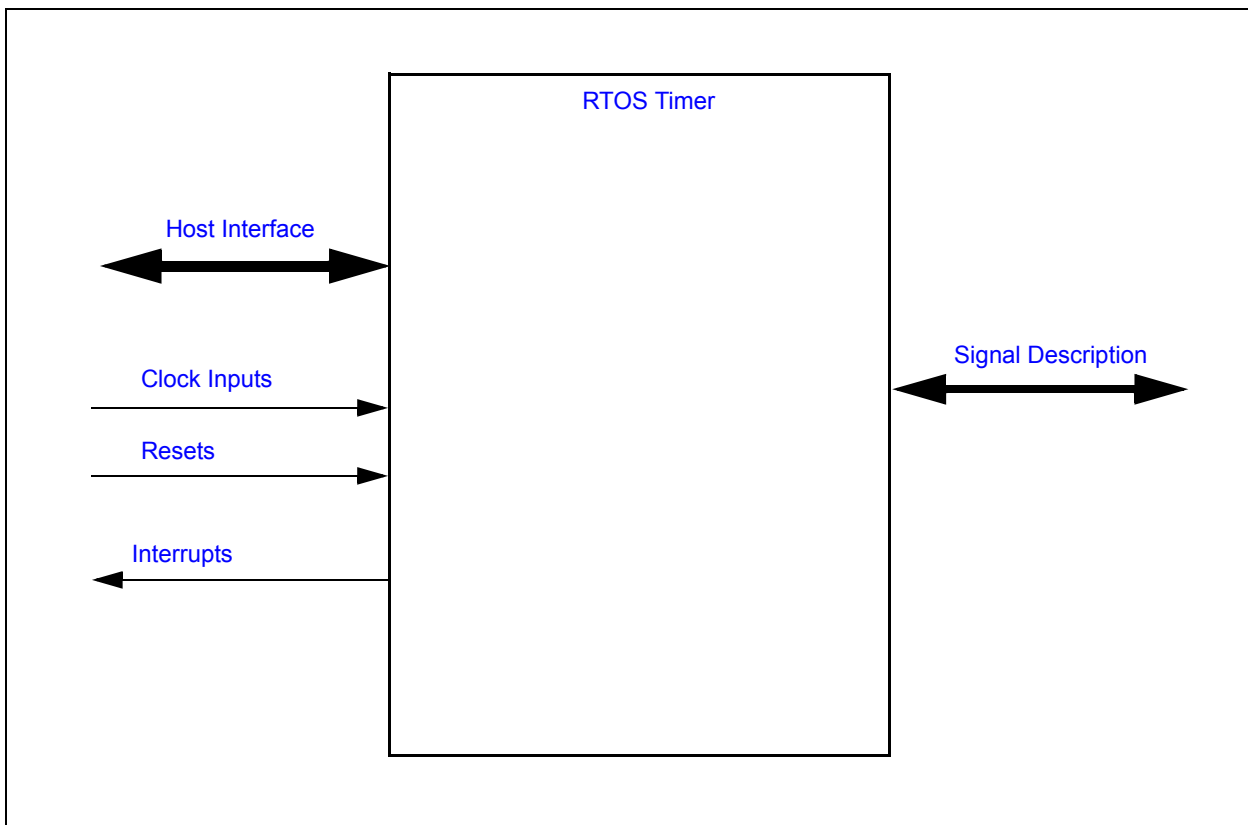 RTOS Timer
Host Interface
Signal Description
Clock Inputs
Resets
Interrupts